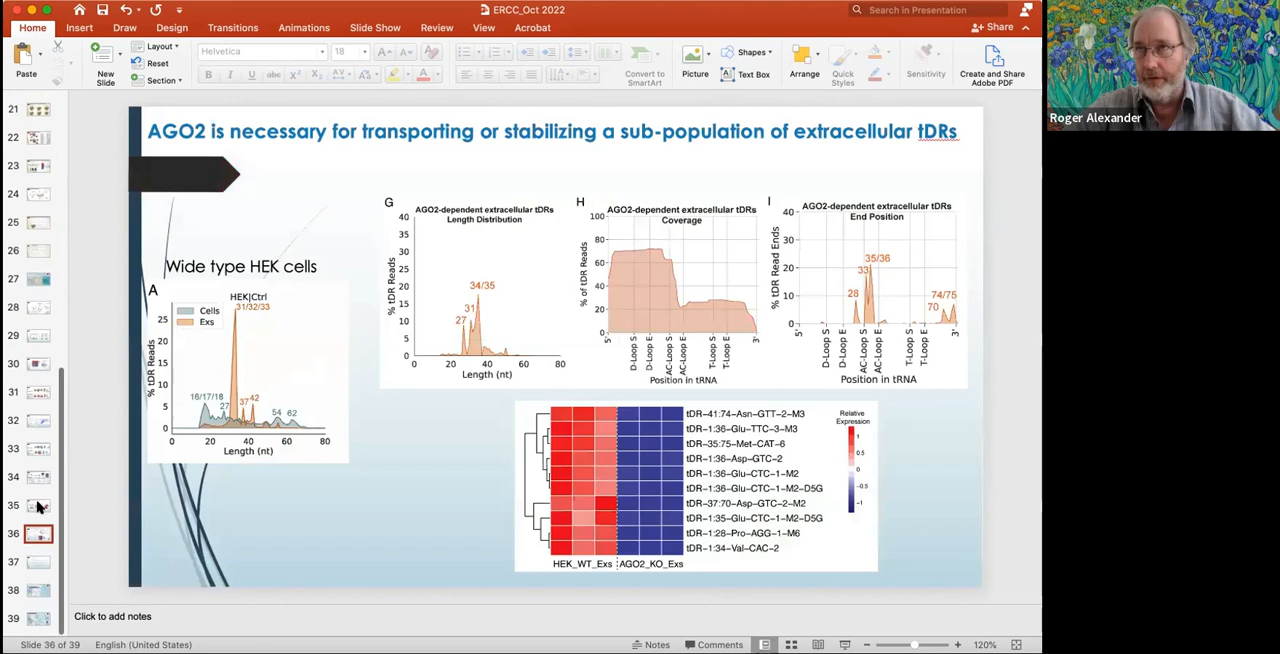 ERCC_Oct 2022
Search in Presentation
Home Insert Draw Design Transitions Animations Slide Show Review View Acrobat
Share
Paste
New Slide
Layout
Reset
Section
Helvetica
18
Convert to SmartArt
Picture
Shapes
Text Box
Arrange
Quick Styles
Sensitivity
Create and Share Adobe PDF
Roger Alexander
21
22
23
24
25
26
27
28
29
30
31
32
33
34
35
36
37
38
39
AGO2 is necessary for transporting or stabilizing a sub-population of extracellular tDRs
Wide type HEK cells
A
HEK|Ctrl
31/32/33
Cells
Exs
16/17/18
27
37
42
54
62
% tDR Reads
25
20
15
10
5
0
0 20 40 60 80
Length (nt)
G
AGO2-dependent extracellular tDRs
Length Distribution
% tDR Reads
40
35
30
25
20
15
10
5
0
34/35
31
27
0 20 40 60 80
Length (nt)
H
AGO2-dependent extracellular tDRs
Coverage
% of tDR Reads
100
80
60
40
20
0
5'
D-Loop S
D-Loop E
AC-Loop S
AC-Loop E
T-Loop S
T-Loop E
3'
Position in tRNA
I
AGO2-dependent extracellular tDRs
End Position
% tDR Read Ends
40
30
20
10
0
35/36
33
28
74/75
70
5'
D-Loop S
D-Loop E
AC-Loop S
AC-Loop E
T-Loop S
T-Loop E
3'
Position in tRNA
tDR-41:74-Asn-GTT-2-M3
tDR-1:36-Glu-TTC-3-M3
tDR-35:75-Met-CAT-6
tDR-1:36-Asp-GTC-2
tDR-1:36-Glu-CTC-1-M2
tDR-1:36-Glu-CTC-1-M2-D5G
tDR-37:70-Asp-GTC-2-M2
tDR-1:35-Glu-CTC-1-M2-D5G
tDR-1:28-Pro-AGG-1-M6
tDR-1:34-Val-CAC-2
HEK_WT_Exs AGO2_KO_Exs
Relative
Expression
1
0.5
0
-0.5
-1
Click to add notes
Slide 36 of 39
English (United States)
Notes
Comments
120%